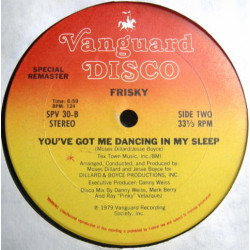 Vanguard
DISCO
SPECIAL
REMASTER
FRISKY
Time: 6:58
BPM: 124
SPV 30-B
STEREO
SIDE TWO
33⅓ RPM
YOU'VE GOT ME DANCING IN MY SLEEP
(Moses Dillard/Jesse Boyce)
Tex Town Music, Inc. (BMI)
Arranged, Conducted, and Produced by
Moses Dillard and Jesse Boyce for
DILLARD & BOYCE PRODUCTIONS, INC.
Executive Producer: Danny Weiss
Disco Mix by Danny Weiss, Mark Berry
And Ray "Pinky" Velazquez
℗ 1979 Vanguard Recording
Society, Inc.